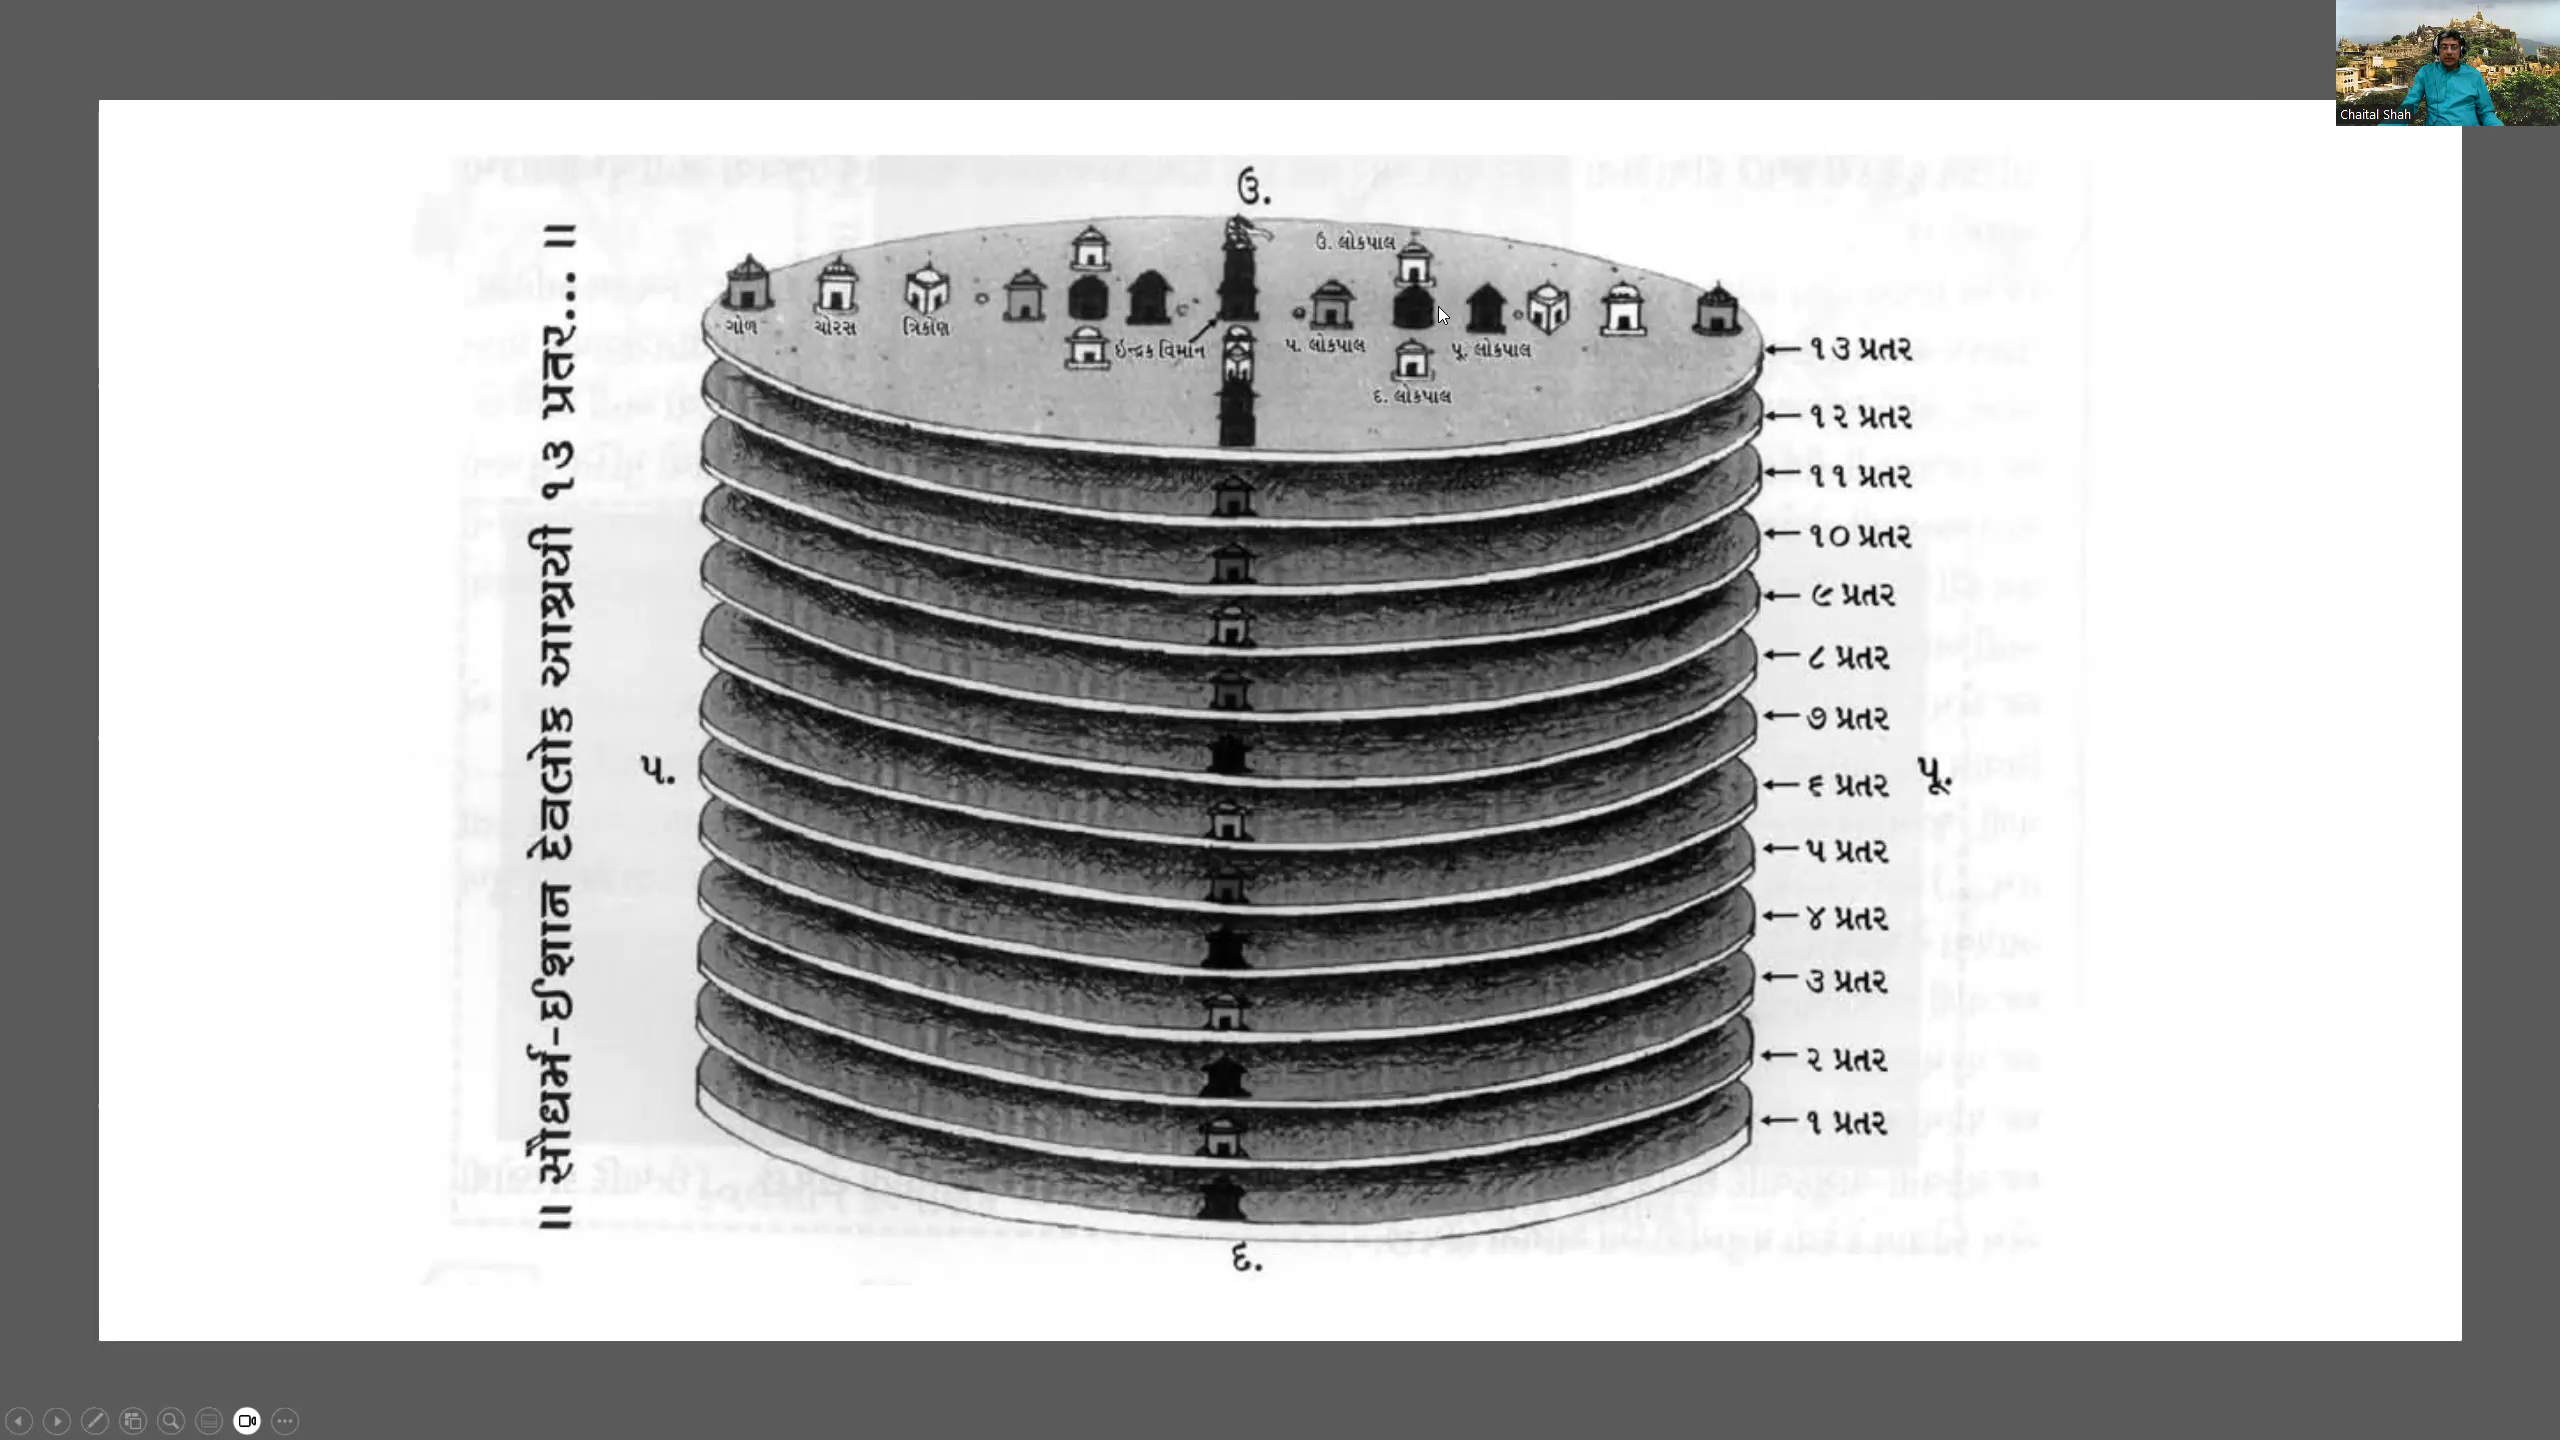 Chaital Shah
ઉ.
ઉ. લોકપાલ
ગોળ
ચોરસ
ત્રિકોણ
ઇન્દ્રક વિમાન
પ. લોકપાલ
પૂ. લોકપાલ
દ. લોકપાલ
॥ સૌધર્મ-ઈશાન દેવલોક આશ્રયી ૧૩ પ્રતર... ॥
૧૩ પ્રતર
૧૨ પ્રતર
૧૧ પ્રતર
૧૦ પ્રતર
૯ પ્રતર
૮ પ્રતર
૭ પ્રતર
પ.
પૂ.
૬ પ્રતર
૫ પ્રતર
૪ પ્રતર
૩ પ્રતર
૨ પ્રતર
૧ પ્રતર
દ.